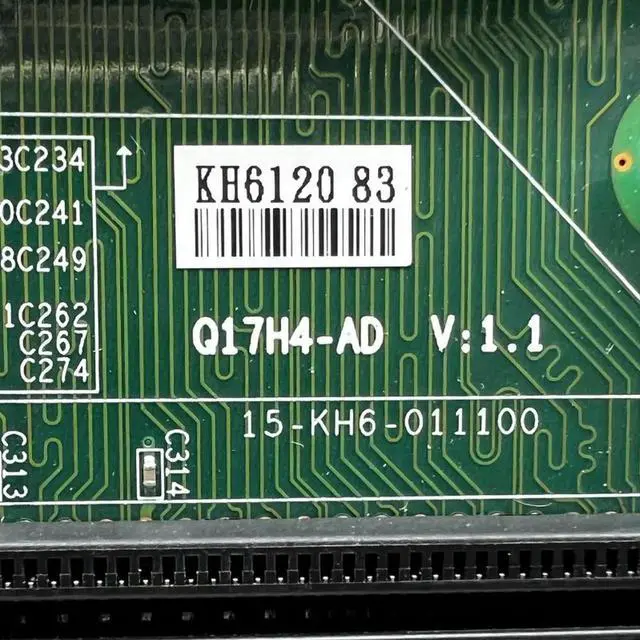 3C234
0C241
8C249
1C262
C267
C274
KH6120 83
Q17H4-AD V:1.1
15-KH6-011100
C313
C314